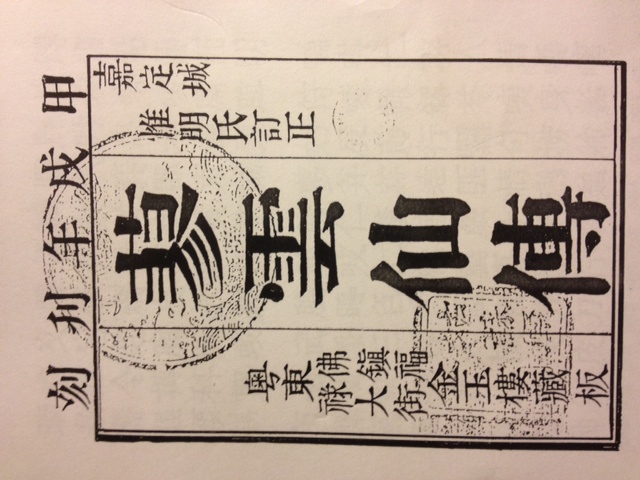 甲戌年刊刻
嘉定城
惟明氏訂正
蓼雲仙傳
粵東佛鎮福祿大街金玉樓藏板